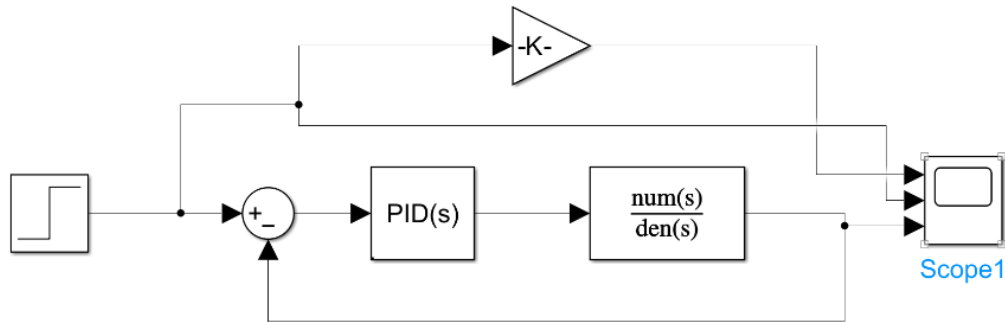 -K-
+
−
PID(s)
num(s)
den(s)
Scope1